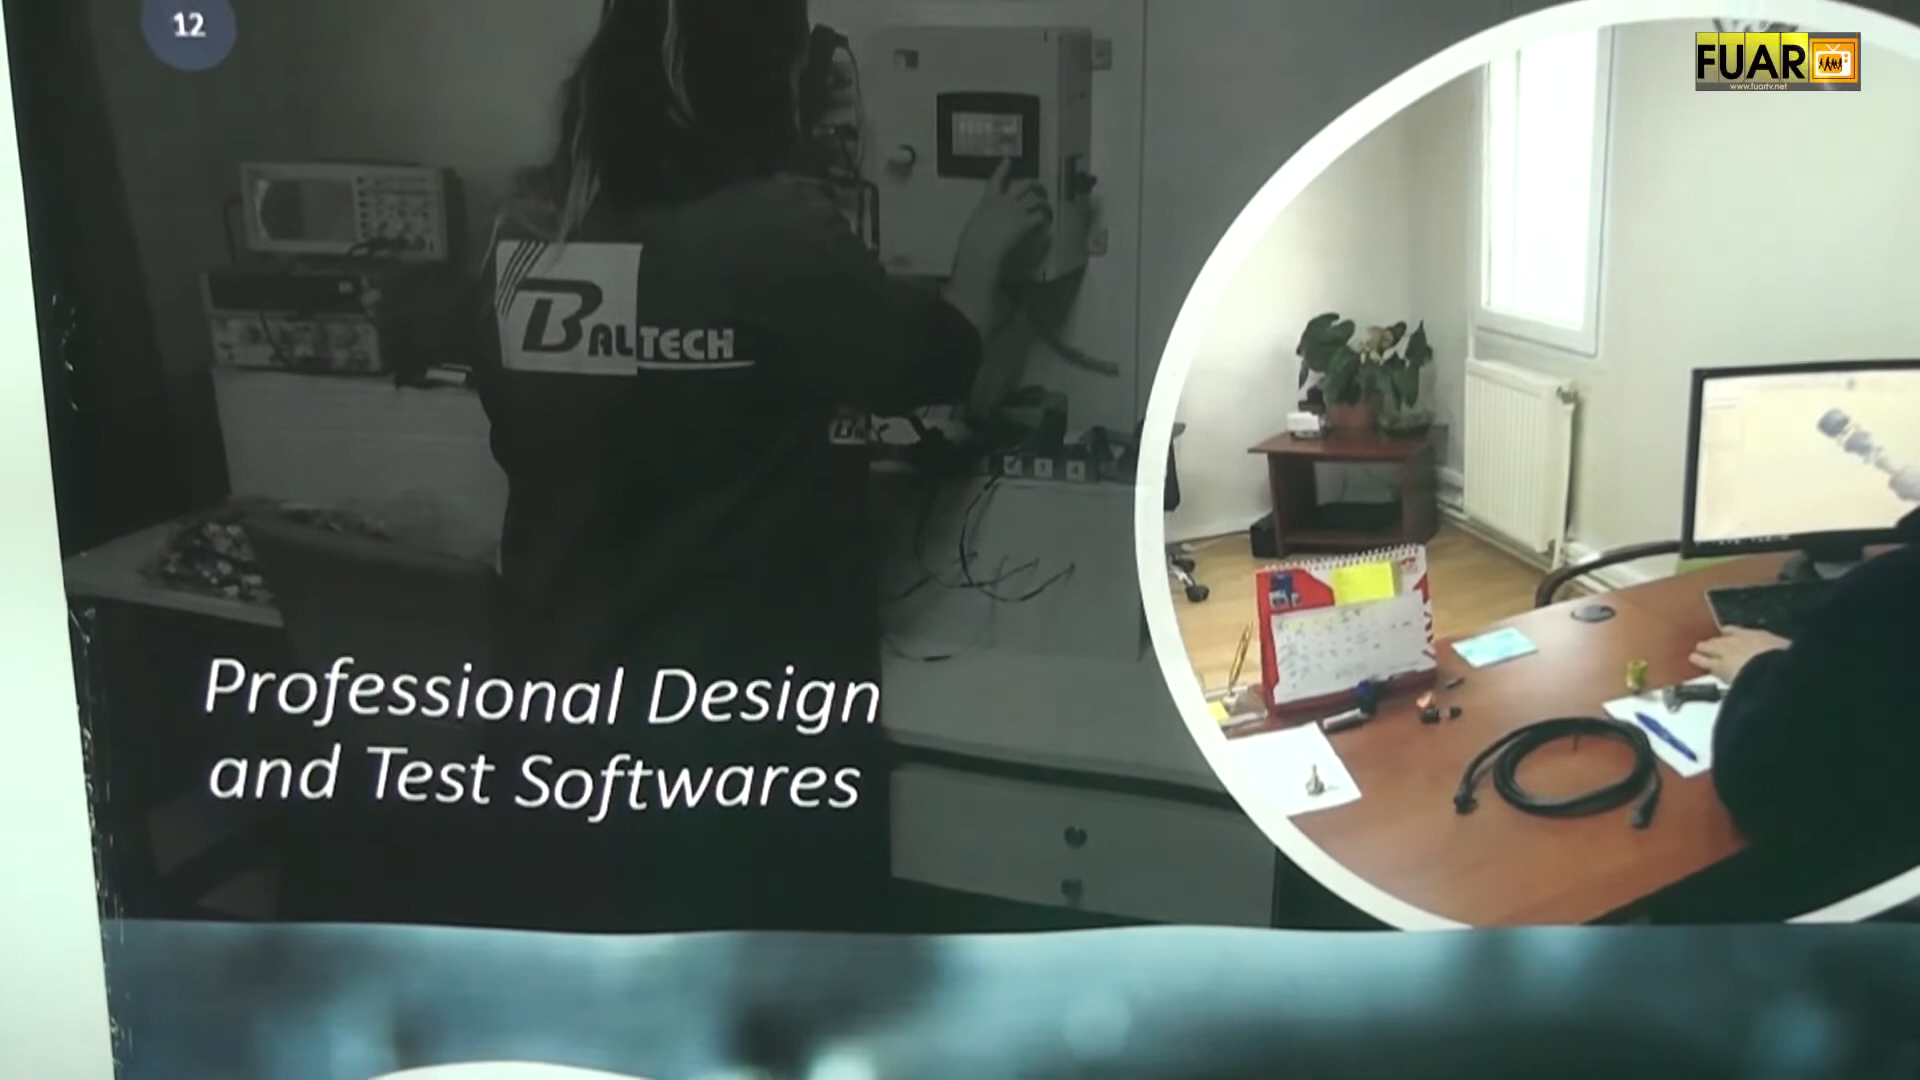 12
FUAR
www.fuartv.net
BALTECH
Professional Design
and Test Softwares